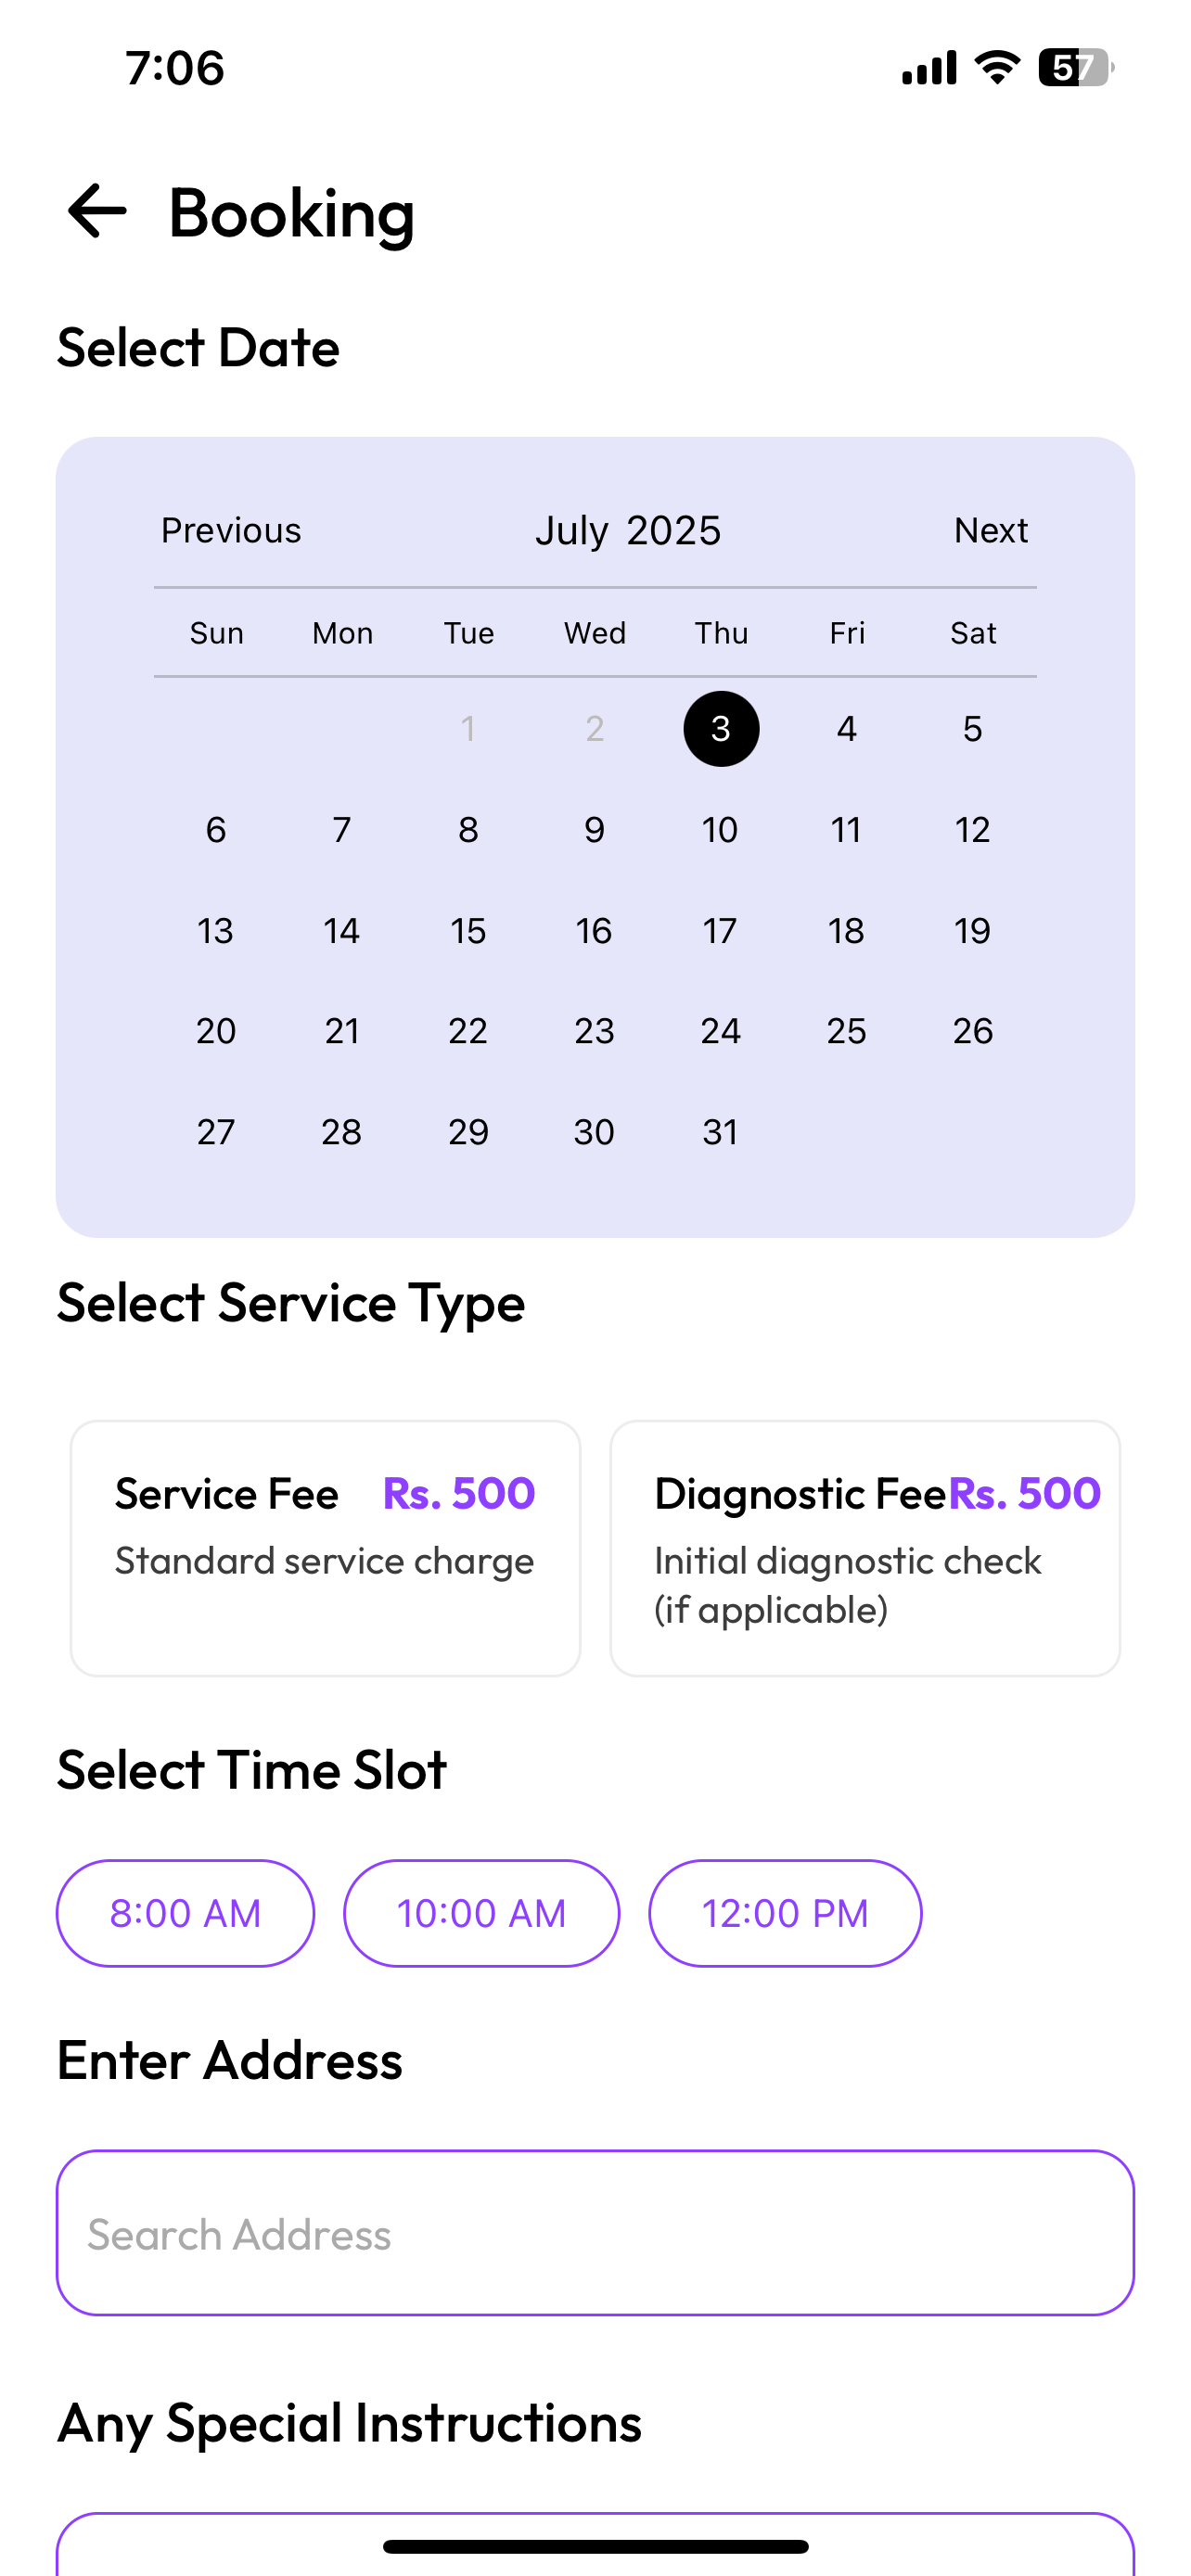 7:06
57
Booking
Select Date
Previous July 2025 Next
Sun Mon Tue Wed Thu Fri Sat
1 2 3 4 5
6 7 8 9 10 11 12
13 14 15 16 17 18 19
20 21 22 23 24 25 26
27 28 29 30 31
Select Service Type
Service Fee Rs. 500
Standard service charge
Diagnostic Fee Rs. 500
Initial diagnostic check
(if applicable)
Select Time Slot
8:00 AM 10:00 AM 12:00 PM
Enter Address
Search Address
Any Special Instructions